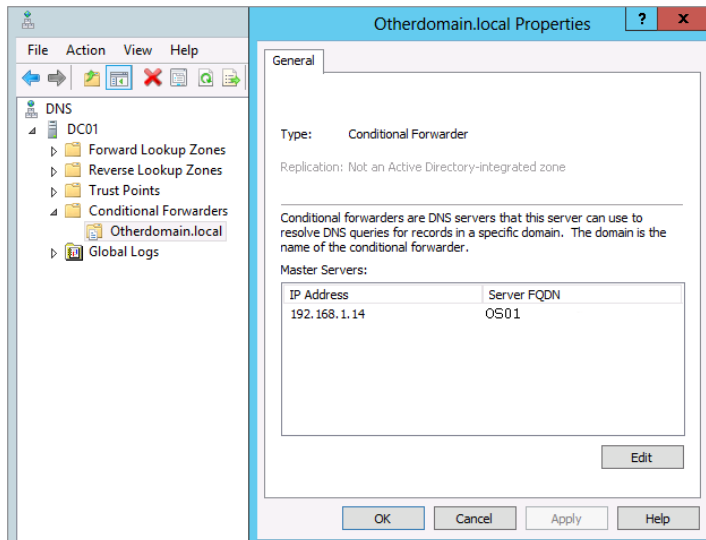 File Action View Help
DNS
DC01
Forward Lookup Zones
Reverse Lookup Zones
Trust Points
Conditional Forwarders
Otherdomain.local
Global Logs
Otherdomain.local Properties
?
x
General
Type: Conditional Forwarder
Replication: Not an Active Directory-integrated zone
Conditional forwarders are DNS servers that this server can use to
resolve DNS queries for records in a specific domain. The domain is the
name of the conditional forwarder.
Master Servers:
IP Address Server FQDN
192.168.1.14 OS01
Edit
OK Cancel Apply Help